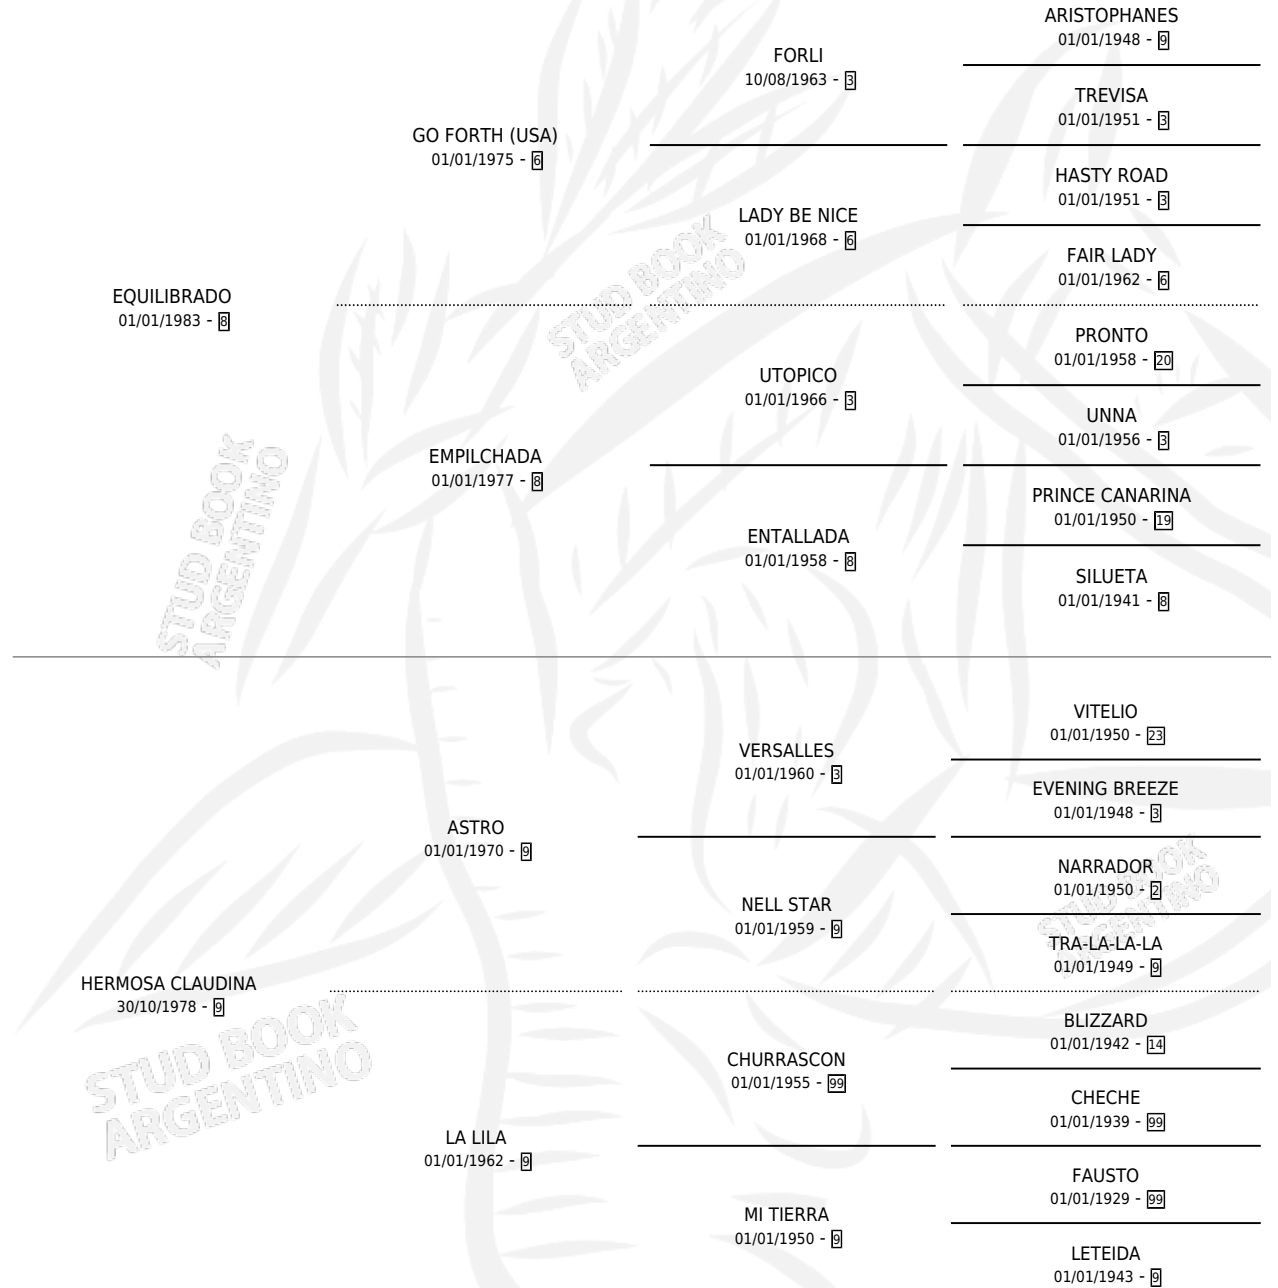 ARISTOPHANES
01/01/1948 - 9
FORLI
10/08/1963 - 3
TREVISA
01/01/1951 - 3
GO FORTH (USA)
01/01/1975 - 6
HASTY ROAD
01/01/1951 - 3
LADY BE NICE
01/01/1968 - 6
FAIR LADY
01/01/1962 - 6
EQUILIBRADO
01/01/1983 - 8
STUD BOOK
ARGENTINO
PRONTO
01/01/1958 - 20
UTOPICO
01/01/1966 - 3
UNNA
01/01/1956 - 3
EMPILCHADA
01/01/1977 - 8
PRINCE CANARINA
01/01/1950 - 19
ENTALLADA
01/01/1958 - 8
SILUETA
01/01/1941 - 8
STUD BOOK
ARGENTINO
VITELIO
01/01/1950 - 23
VERSALLES
01/01/1960 - 3
EVENING BREEZE
01/01/1948 - 3
ASTRO
01/01/1970 - 9
NARRADOR
01/01/1950 - 2
NELL STAR
01/01/1959 - 9
STUD BOOK
ARGENTINO
TRA-LA-LA-LA
01/01/1949 - 9
HERMOSA CLAUDINA
30/10/1978 - 9
STUD BOOK
ARGENTINO
BLIZZARD
01/01/1942 - 14
CHURRASCON
01/01/1955 - 99
CHECHE
01/01/1939 - 99
LA LILA
01/01/1962 - 9
FAUSTO
01/01/1929 - 99
MI TIERRA
01/01/1950 - 9
LETEIDA
01/01/1943 - 9